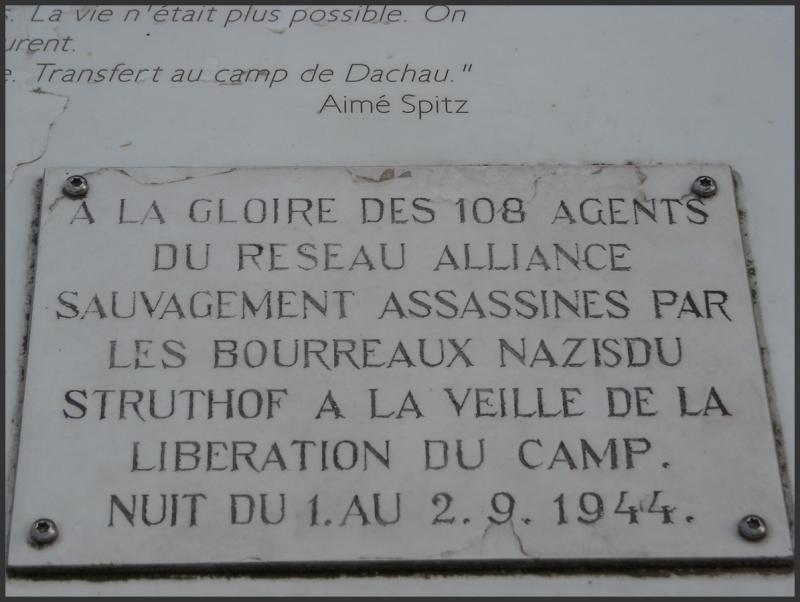 . La vie n'était plus possible. On
urent.
e. Transfert au camp de Dachau."
Aimé Spitz
A LA GLOIRE DES 108 AGENTS
DU RESEAU ALLIANCE
SAUVAGEMENT ASSASSINES PAR
LES BOURREAUX NAZISDU
STRUTHOF A LA VEILLE DE LA
LIBERATION DU CAMP.
NUIT DU 1. AU 2. 9. 1944.